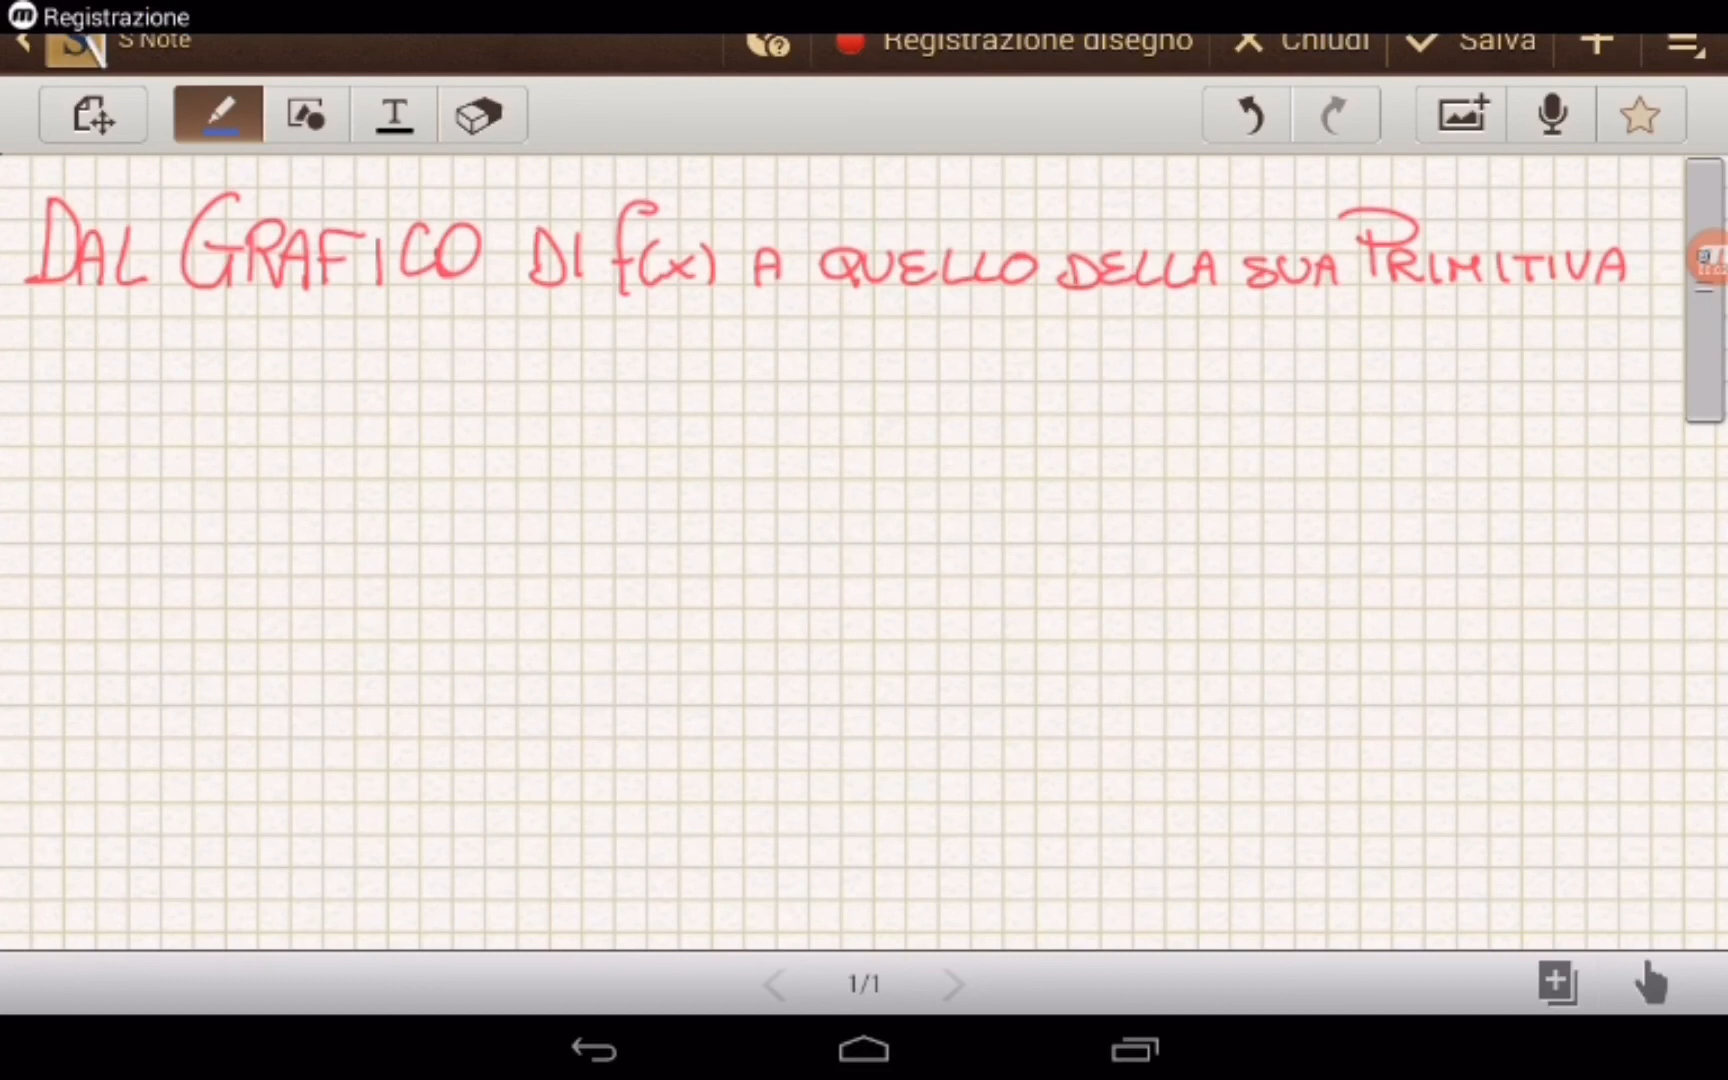 Registrazione
S Note
Registrazione disegno
Chiudi
Salva
T
DAL GRAFICO DI f(x) A QUELLO DELLA SUA PRIMITIVA
1/1